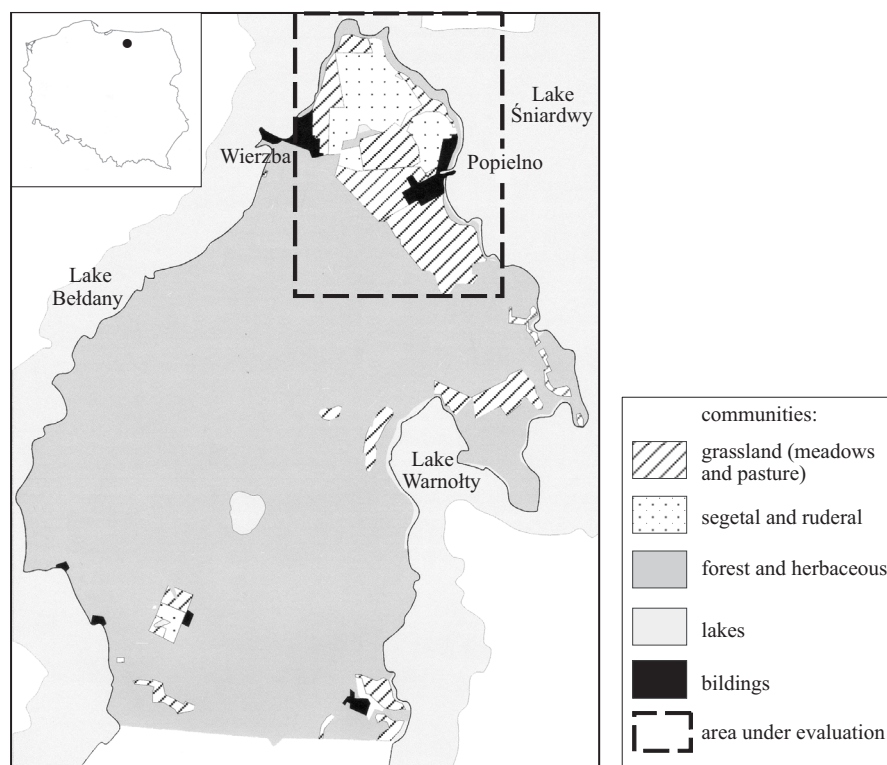 Lake
Śniardwy
Wierzba
Popielno
Lake
Bełdany
Lake
Warnołty
communities:
grassland (meadows
and pasture)
segetal and ruderal
forest and herbaceous
lakes
bildings
area under evaluation